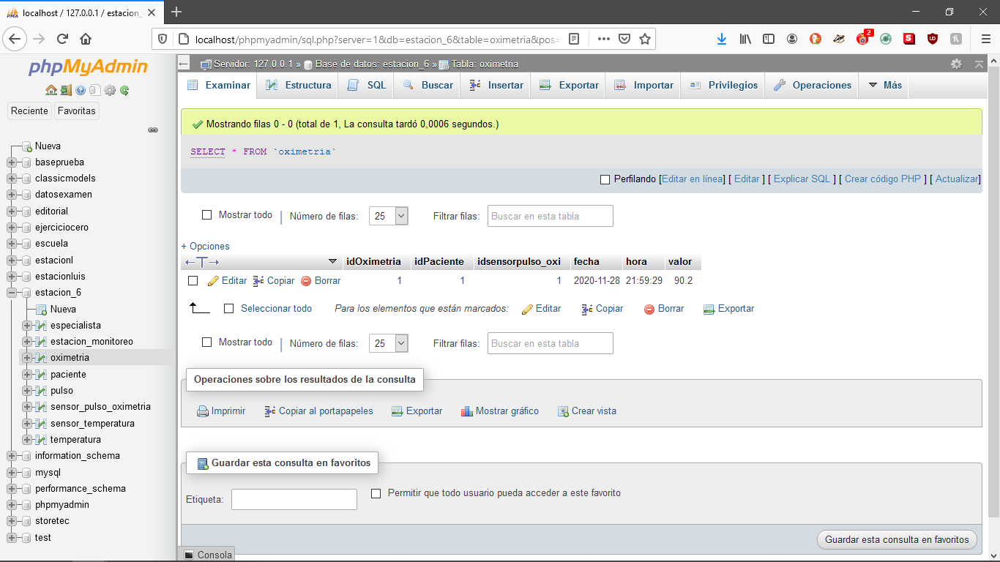 localhost / 127.0.0.1 / estacion_
localhost/phpmyadmin/sql.php?server=1&db=estacion_6&table=oximetria&pos=
2
phpMyAdmin
Reciente Favoritas
Nueva
baseprueba
classicmodels
datosexamen
editorial
ejerciciocero
escuela
estacionl
estacionluis
estacion_6
Nueva
especialista
estacion_monitoreo
oximetria
paciente
pulso
sensor_pulso_oximetria
sensor_temperatura
temperatura
information_schema
mysql
performance_schema
phpmyadmin
storetec
test
Servidor: 127.0.0.1 » Base de datos: estacion_6 » Tabla: oximetria
Examinar Estructura SQL Buscar Insertar Exportar Importar Privilegios Operaciones Más
Mostrando filas 0 - 0 (total de 1, La consulta tardó 0,0006 segundos.)
SELECT * FROM `oximetria`
Perfilando [Editar en línea] [ Editar ] [ Explicar SQL ] [ Crear código PHP ] [ Actualizar]
Mostrar todo | Número de filas: 25 Filtrar filas: Buscar en esta tabla
+ Opciones
←T→ idOximetria idPaciente idsensorpulso_oxi fecha hora valor
Editar Copiar Borrar 1 1 1 2020-11-28 21:59:29 90.2
Seleccionar todo Para los elementos que están marcados: Editar Copiar Borrar Exportar
Mostrar todo | Número de filas: 25 Filtrar filas: Buscar en esta tabla
Operaciones sobre los resultados de la consulta
Imprimir Copiar al portapapeles Exportar Mostrar gráfico Crear vista
Guardar esta consulta en favoritos
Etiqueta: Permitir que todo usuario pueda acceder a este favorito
Guardar esta consulta en favoritos
Consola